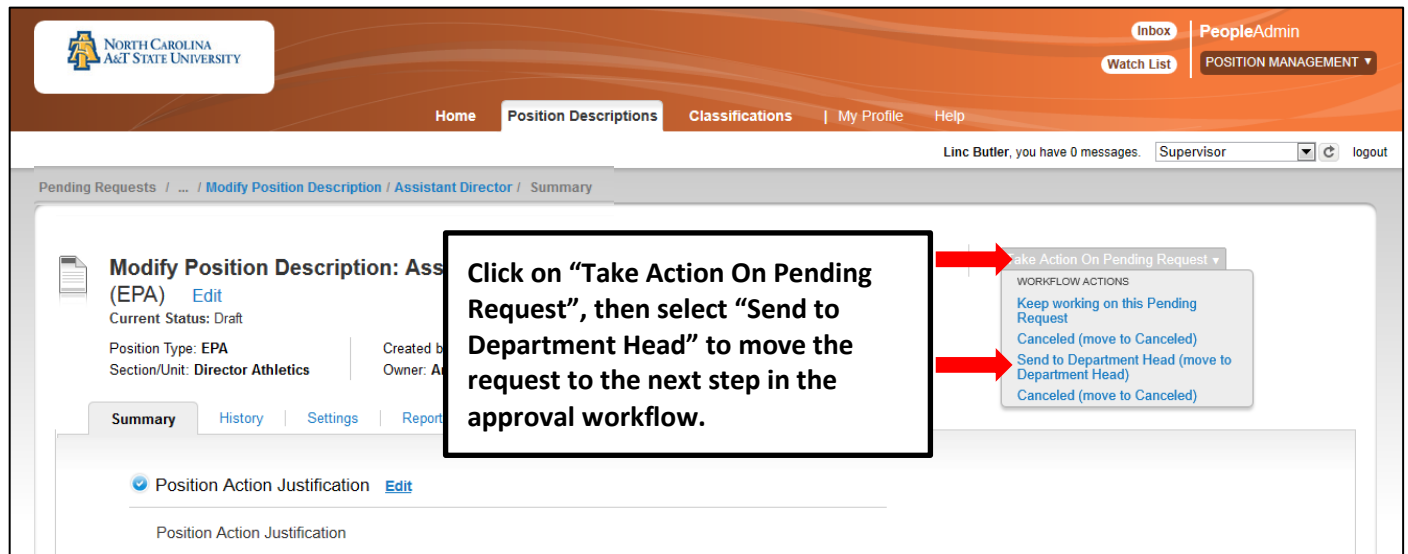 NORTH CAROLINA
A&T STATE UNIVERSITY
Inbox
PeopleAdmin
Watch List
POSITION MANAGEMENT
Home Position Descriptions Classifications | My Profile Help
Linc Butler, you have 0 messages. Supervisor logout
Pending Requests / ... / Modify Position Description / Assistant Director / Summary
Modify Position Description: Ass
(EPA) Edit
Current Status: Draft
Position Type: EPA
Section/Unit: Director Athletics
Created b
Owner:
Click on “Take Action On Pending
Request”, then select “Send to
Department Head” to move the
request to the next step in the
approval workflow.
Take Action On Pending Request
WORKFLOW ACTIONS
Keep working on this Pending
Request
Canceled (move to Canceled)
Send to Department Head (move to
Department Head)
Canceled (move to Canceled)
Summary History Settings Report
Position Action Justification Edit
Position Action Justification